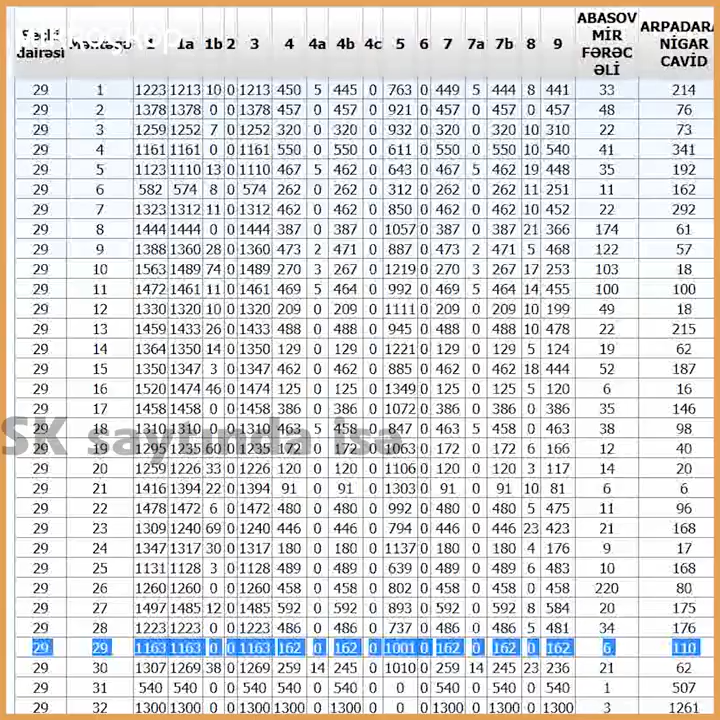 Seçki dairəsi Məntəqə 1 1a 1b 2 3 4 4a 4b 4c 5 6 7 7a 7b 8 9 ABASOV MİR FƏRƏC ƏLİ ARPADARA NİGAR CAVİD
29 1 1223 1213 10 0 1213 450 5 445 0 763 0 449 5 444 8 441 33 214
29 2 1378 1378 0 0 1378 457 0 457 0 921 0 457 0 457 0 457 48 76
29 3 1259 1252 7 0 1252 320 0 320 0 932 0 320 0 320 10 310 22 73
29 4 1161 1161 0 0 1161 550 0 550 0 611 0 550 0 550 10 540 41 341
29 5 1123 1110 13 0 1110 467 5 462 0 643 0 467 5 462 19 448 35 192
29 6 582 574 8 0 574 262 0 262 0 312 0 262 0 262 11 251 11 162
29 7 1323 1312 11 0 1312 462 0 462 0 850 0 462 0 462 10 452 22 292
29 8 1444 1444 0 0 1444 387 0 387 0 1057 0 387 0 387 21 366 174 61
29 9 1388 1360 28 0 1360 473 2 471 0 887 0 473 2 471 5 468 122 57
29 10 1563 1489 74 0 1489 270 3 267 0 1219 0 270 3 267 17 253 103 18
29 11 1472 1461 11 0 1461 469 5 464 0 992 0 469 5 464 14 455 100 100
29 12 1330 1320 10 0 1320 209 0 209 0 1111 0 209 0 209 10 199 49 18
29 13 1459 1433 26 0 1433 488 0 488 0 945 0 488 0 488 10 478 22 215
29 14 1364 1350 14 0 1350 129 0 129 0 1221 0 129 0 129 5 124 19 62
29 15 1350 1347 3 0 1347 462 0 462 0 885 0 462 0 462 18 444 52 187
29 16 1520 1474 46 0 1474 125 0 125 0 1349 0 125 0 125 5 120 6 16
29 17 1458 1458 0 0 1458 386 0 386 0 1072 0 386 0 386 0 386 35 146
29 18 1310 1310 0 0 1310 463 5 458 0 847 0 463 5 458 0 463 38 98
SK saytında isə
29 19 1295 1235 60 0 1235 172 0 172 0 1063 0 172 0 172 6 166 12 40
29 20 1259 1226 33 0 1226 120 0 120 0 1106 0 120 0 120 3 117 14 20
29 21 1416 1394 22 0 1394 91 0 91 0 1303 0 91 0 91 10 81 6 6
29 22 1478 1472 6 0 1472 480 0 480 0 992 0 480 0 480 5 475 11 96
29 23 1309 1240 69 0 1240 446 0 446 0 794 0 446 0 446 23 423 21 168
29 24 1347 1317 30 0 1317 180 0 180 0 1137 0 180 0 180 4 176 9 17
29 25 1131 1128 3 0 1128 489 0 489 0 639 0 489 0 489 6 483 10 168
29 26 1260 1260 0 0 1260 458 0 458 0 802 0 458 0 458 0 458 220 80
29 27 1497 1485 12 0 1485 592 0 592 0 893 0 592 0 592 8 584 20 175
29 28 1223 1223 0 0 1223 486 0 486 0 737 0 486 0 486 5 481 34 176
29 29 1163 1163 0 0 1163 162 0 162 0 1001 0 162 0 162 0 162 6 110
29 30 1307 1269 38 0 1269 259 14 245 0 1010 0 259 14 245 23 236 21 62
29 31 540 540 0 0 540 540 0 540 0 0 0 540 0 540 0 540 1 507
29 32 1300 1300 0 0 1300 1300 0 1300 0 0 0 1300 0 1300 0 1300 3 1261